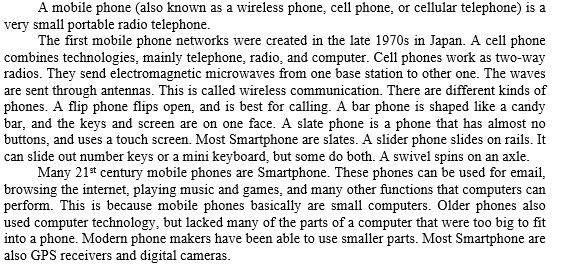 A mobile phone (also known as a wireless phone, cell phone, or cellular telephone) is a
very small portable radio telephone.
The first mobile phone networks were created in the late 1970s in Japan. A cell phone
combines technologies, mainly telephone, radio, and computer. Cell phones work as two-way
radios. They send electromagnetic microwaves from one base station to other one. The waves
are sent through antennas. This is called wireless communication. There are different kinds of
phones. A flip phone flips open, and is best for calling. A bar phone is shaped like a candy
bar, and the keys and screen are on one face. A slate phone is a phone that has almost no
buttons, and uses a touch screen. Most Smartphone are slates. A slider phone slides on rails. It
can slide out number keys or a mini keyboard, but some do both. A swivel spins on an axle.
Many 21st century mobile phones are Smartphone. These phones can be used for email,
browsing the internet, playing music and games, and many other functions that computers can
perform. This is because mobile phones basically are small computers. Older phones also
used computer technology, but lacked many of the parts of a computer that were too big to fit
into a phone. Modern phone makers have been able to use smaller parts. Most Smartphone are
also GPS receivers and digital cameras.